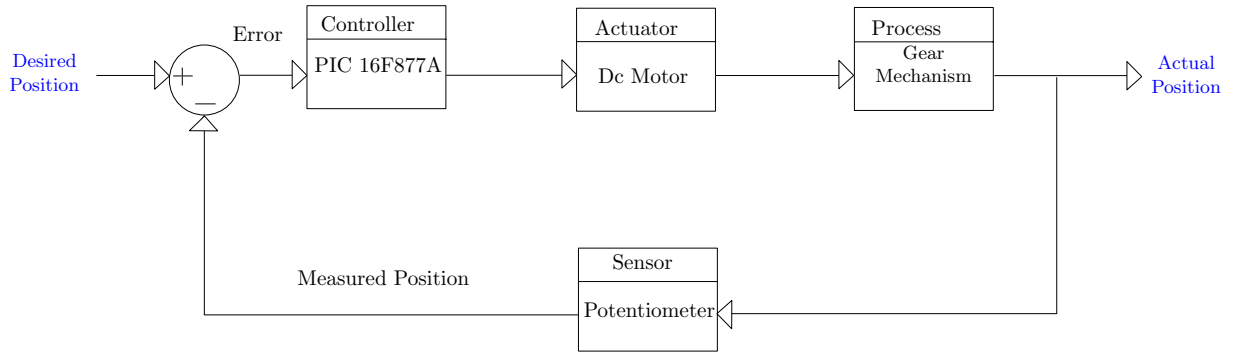 Desired
Position
+
−
Error
Controller
PIC 16F877A
Actuator
Dc Motor
Process
Gear
Mechanism
Actual
Position
Measured Position
Sensor
Potentiometer